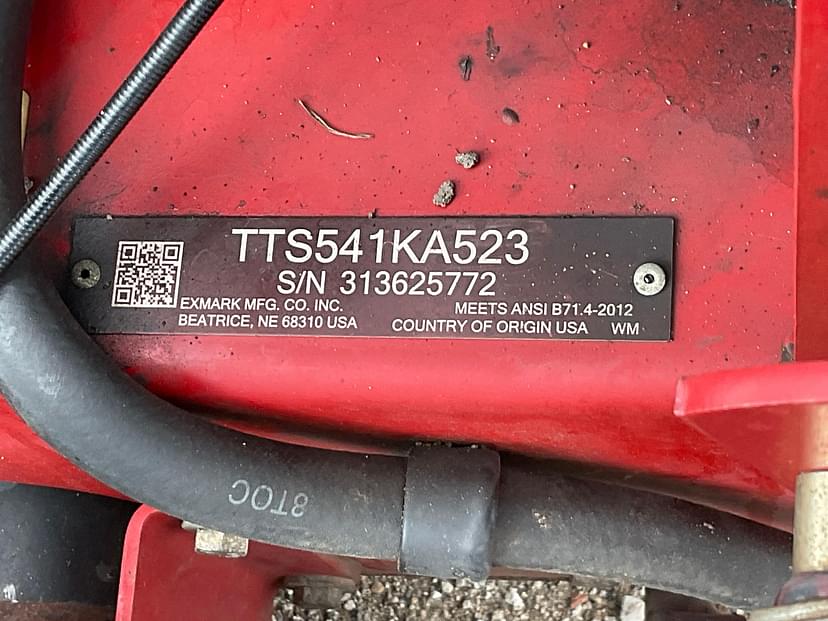 TTS541KA523
S/N 313625772
EXMARK MFG. CO. INC. MEETS ANSI B71.4-2012
BEATRICE, NE 68310 USA COUNTRY OF ORIGIN USA WM
8TOC